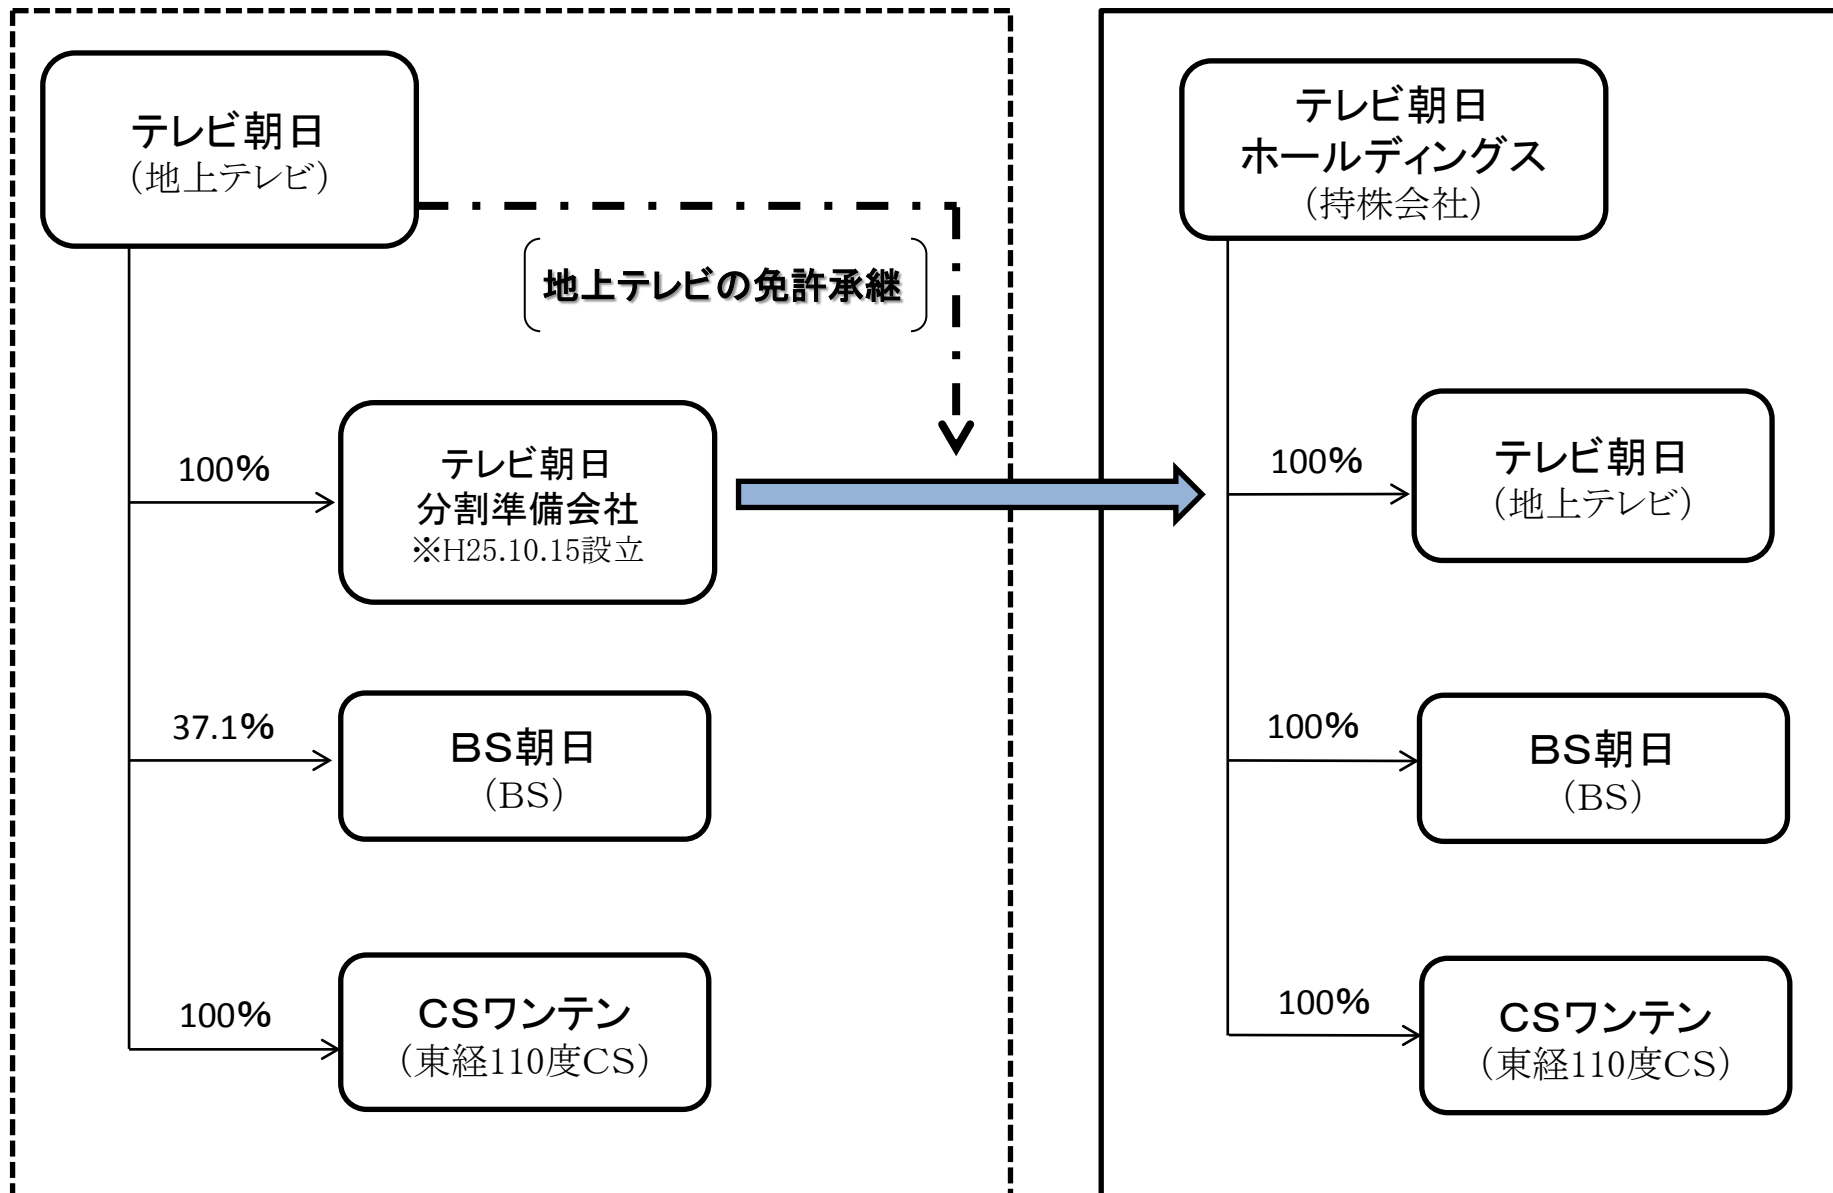 テレビ朝日
（地上テレビ）
地上テレビの免許承継
100%
テレビ朝日
分割準備会社
※H25.10.15設立
37.1%
ＢＳ朝日
（BS）
100%
ＣＳワンテン
（東経110度CS）
テレビ朝日
ホールディングス
（持株会社）
100%
テレビ朝日
（地上テレビ）
100%
ＢＳ朝日
（BS）
100%
ＣＳワンテン
（東経110度CS）